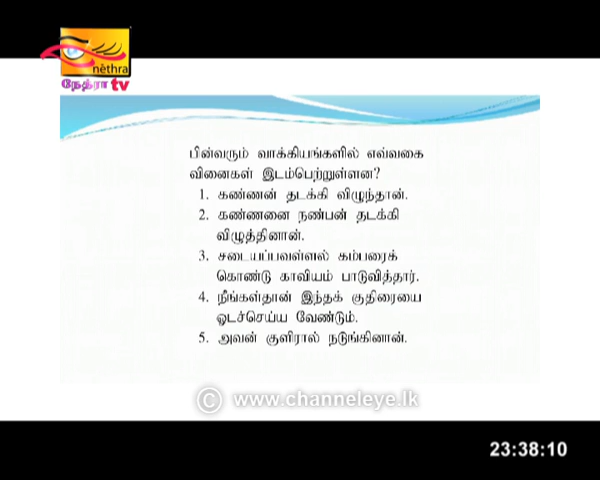 nethra
நேத்ரா tv
பின்வரும் வாக்கியங்களில் எவ்வகை
வினைகள் இடம்பெற்றுள்ளன?
1. கண்ணன் தடக்கி விழுந்தான்.
2. கண்ணனை நண்பன் தடக்கி
விழுத்தினான்.
3. சடையப்பவள்ளல் கம்பரைக்
கொண்டு காவியம் பாடுவித்தார்.
4. நீங்கள்தான் இந்தக் குதிரையை
ஓடச்செய்ய வேண்டும்.
5. அவன் குளிரால் நடுங்கினான்.
© www.channeleye.lk
23:38:10